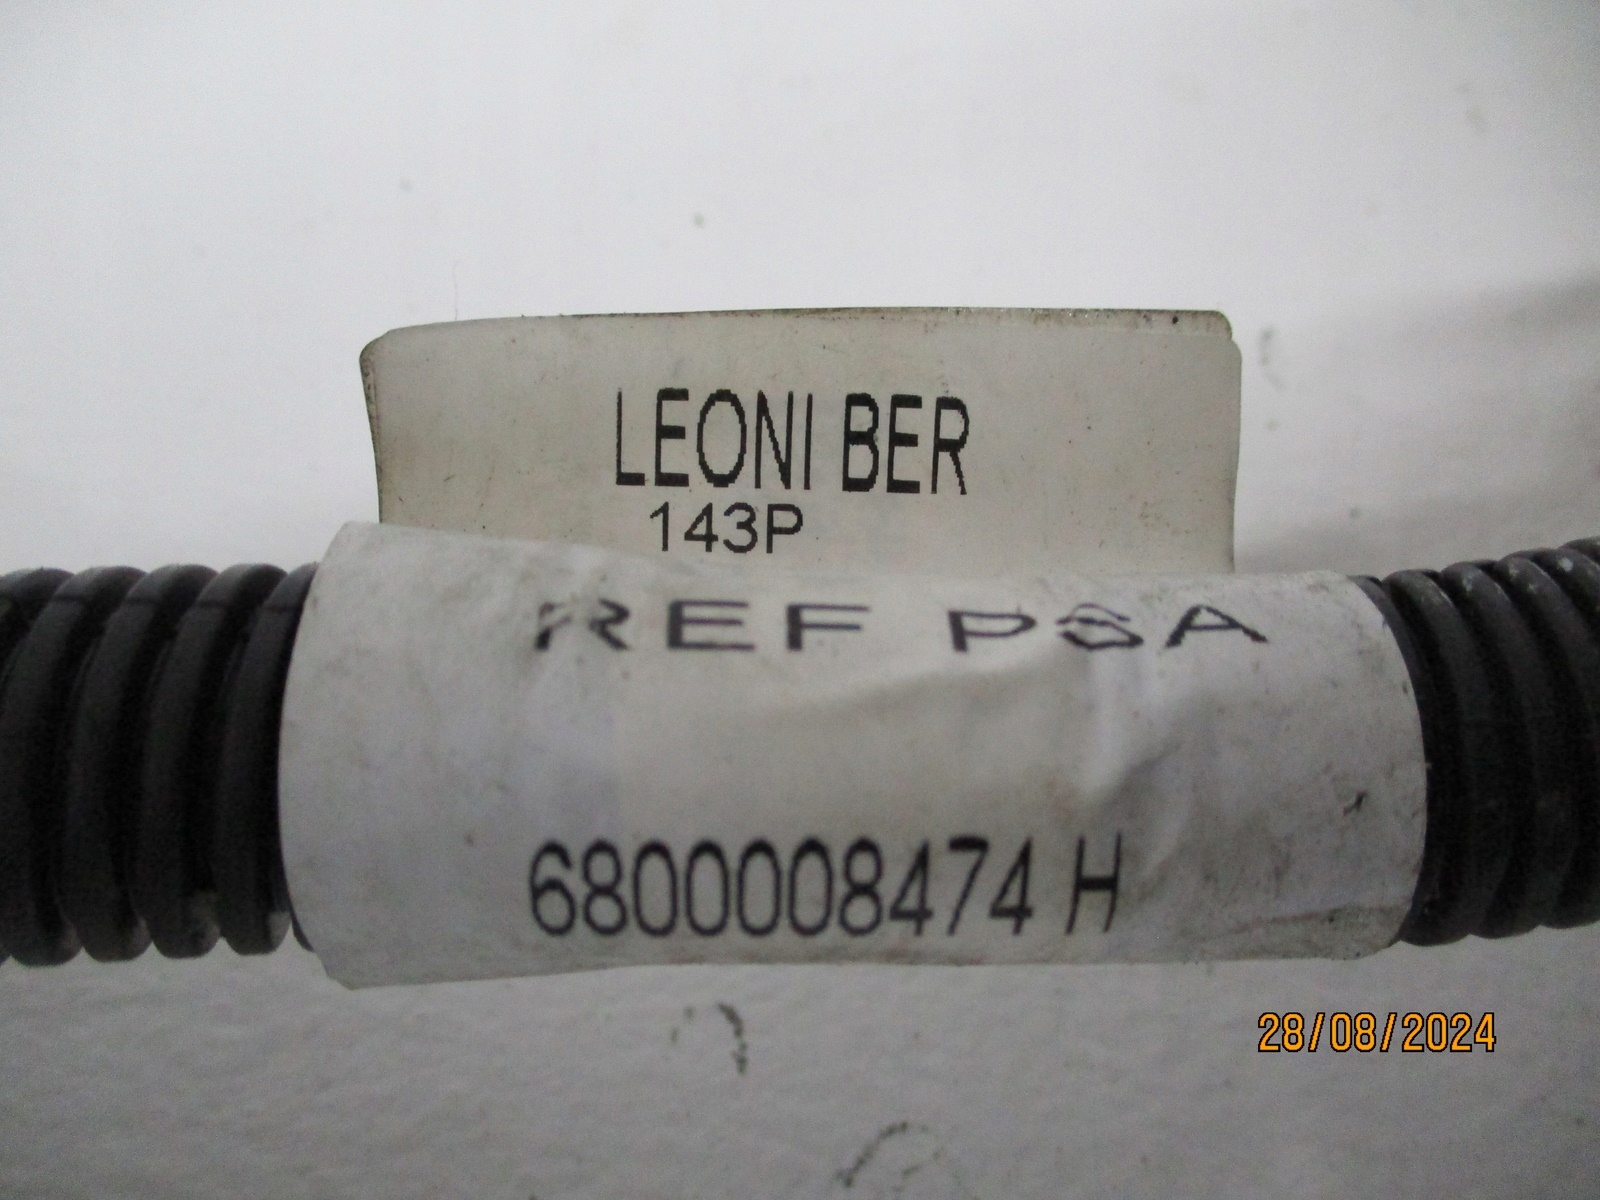 LEONI BER
143P
REF PSA
6800008474 H
28/08/2024